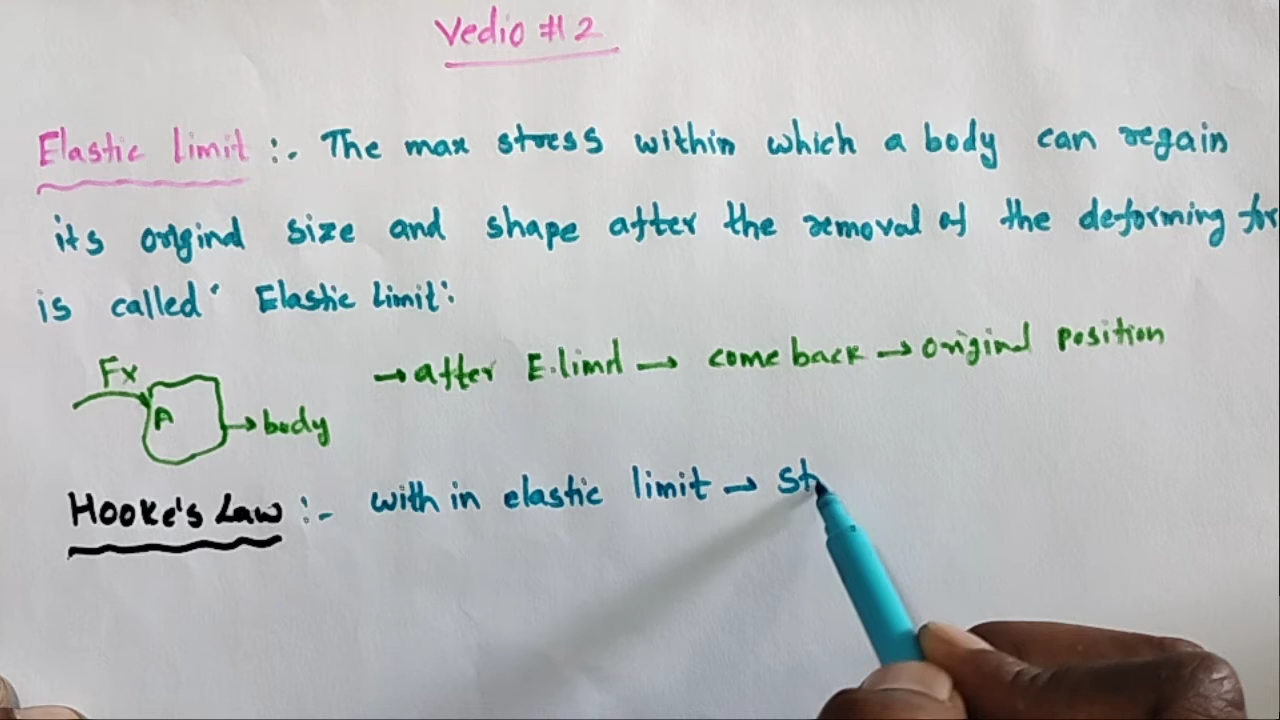 Vedio # 2
Elastic Limit :- The max stress within which a body can regain
its original size and shape after the removal of the deforming for
is called Elastic Limit:
Fx
→ after E.limit → come back → original position
A
→ body
Hooke's Law :- with in elastic limit → St